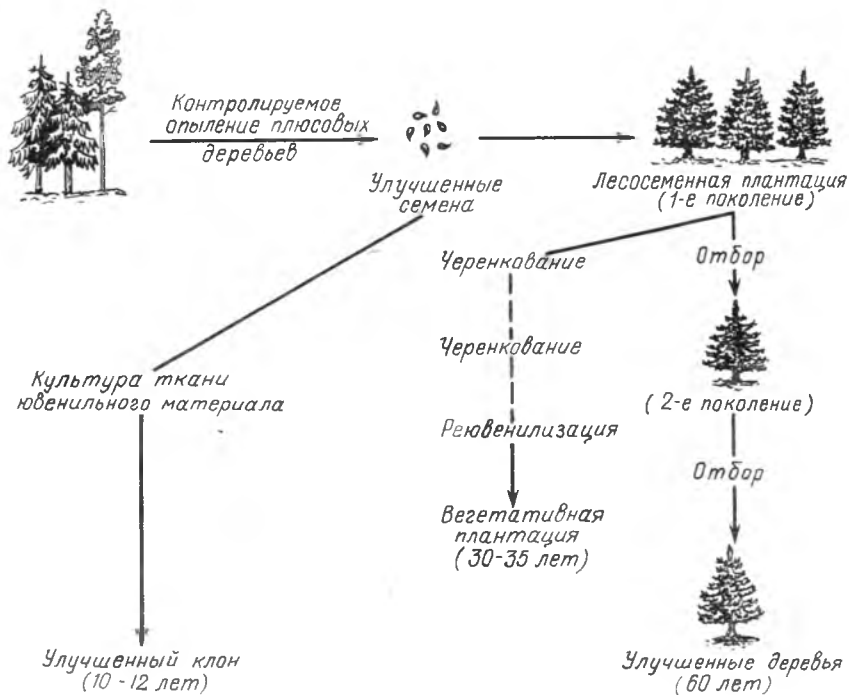 Контролируемое
опыление плюсовых
деревьев
Улучшенные
семена
Лесосеменная плантация
(1-е поколение)
Черенкование
Отбор
Черенкование
Культура ткани
ювенильного материала
(2-е поколение)
Реювенилизация
Отбор
Вегетативная
плантация
(30-35 лет)
Улучшенный клон
(10-12 лет)
Улучшенные деревья
(60 лет)